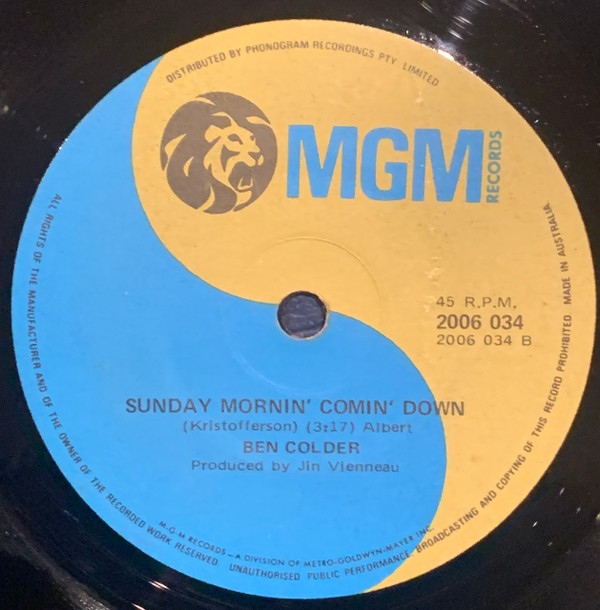 DISTRIBUTED BY PHONOGRAM RECORDINGS PTY. LIMITED
MGM
RECORDS
45 R.P.M.
2006 034
2006 034 B
SUNDAY MORNIN' COMIN' DOWN
(Kristofferson) (3:17) Albert
BEN COLDER
Produced by Jin Vienneau
M-G-M RECORDS - A DIVISION OF METRO-GOLDWYN-MAYER INC.
ALL RIGHTS OF THE MANUFACTURER AND OF THE OWNER OF THE RECORDED WORK RESERVED. UNAUTHORISED PUBLIC PERFORMANCE BROADCASTING AND COPYING OF THIS RECORD PROHIBITED MADE IN AUSTRALIA